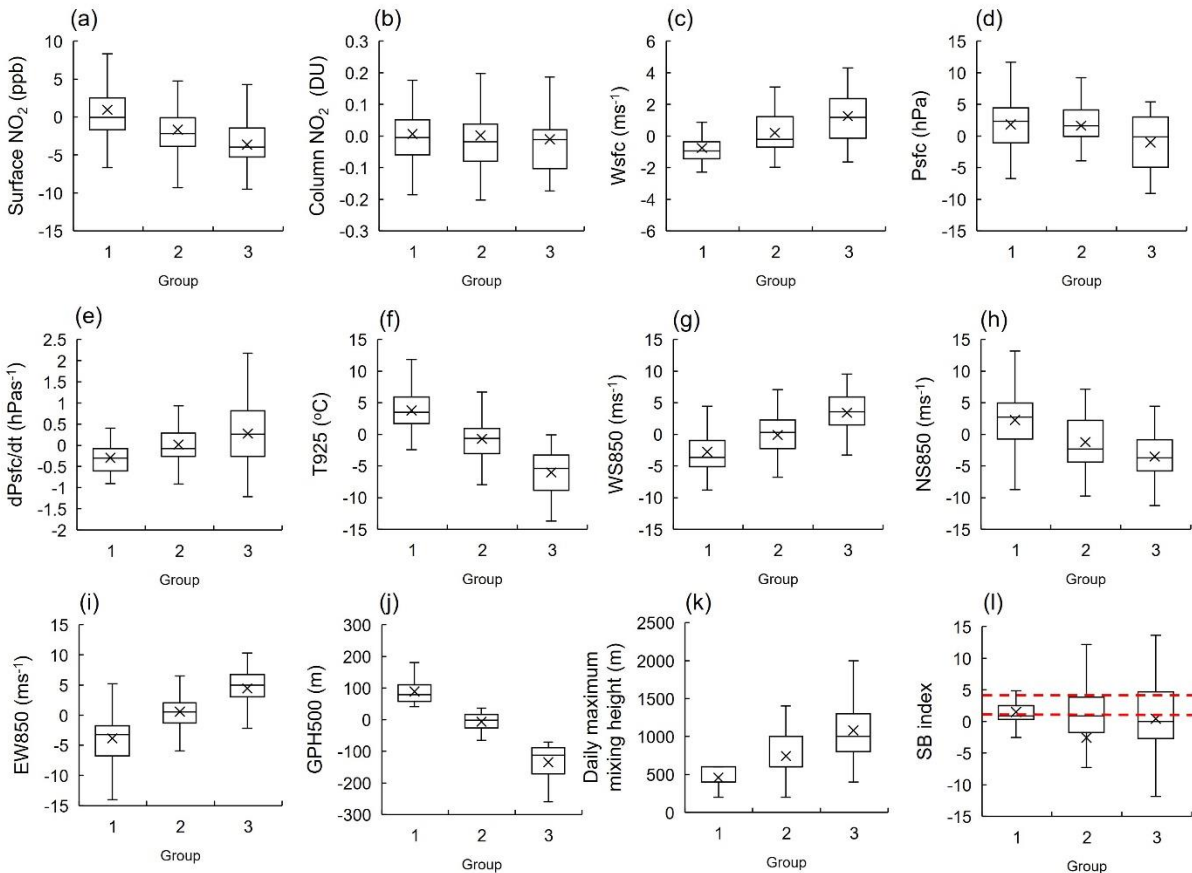 (a)
Surface NO₂ (ppb)
10
5
0
-5
-10
-15
1 2 3
Group
(b)
Column NO₂ (DU)
0.3
0.2
0.1
0.0
-0.1
-0.2
-0.3
1 2 3
Group
(c)
Wsfc (ms⁻¹)
6
4
2
0
-2
-4
-6
1 2 3
Group
(d)
Psfc (hPa)
15
10
5
0
-5
-10
-15
1 2 3
Group
(e)
dPsfc/dt (hPas⁻¹)
2.5
2
1.5
1
0.5
0
-0.5
-1
-1.5
-2
1 2 3
Group
(f)
T925 (°C)
15
10
5
0
-5
-10
-15
1 2 3
Group
(g)
WS850 (ms⁻¹)
15
10
5
0
-5
-10
-15
1 2 3
Group
(h)
NS850 (ms⁻¹)
15
10
5
0
-5
-10
-15
1 2 3
Group
(i)
EW850 (ms⁻¹)
15
10
5
0
-5
-10
-15
1 2 3
Group
(j)
GPH500 (m)
300
200
100
0
-100
-200
-300
1 2 3
Group
(k)
Daily maximum
mixing height (m)
2500
2000
1500
1000
500
0
1 2 3
Group
(l)
SB index
15
10
5
0
-5
-10
-15
1 2 3
Group